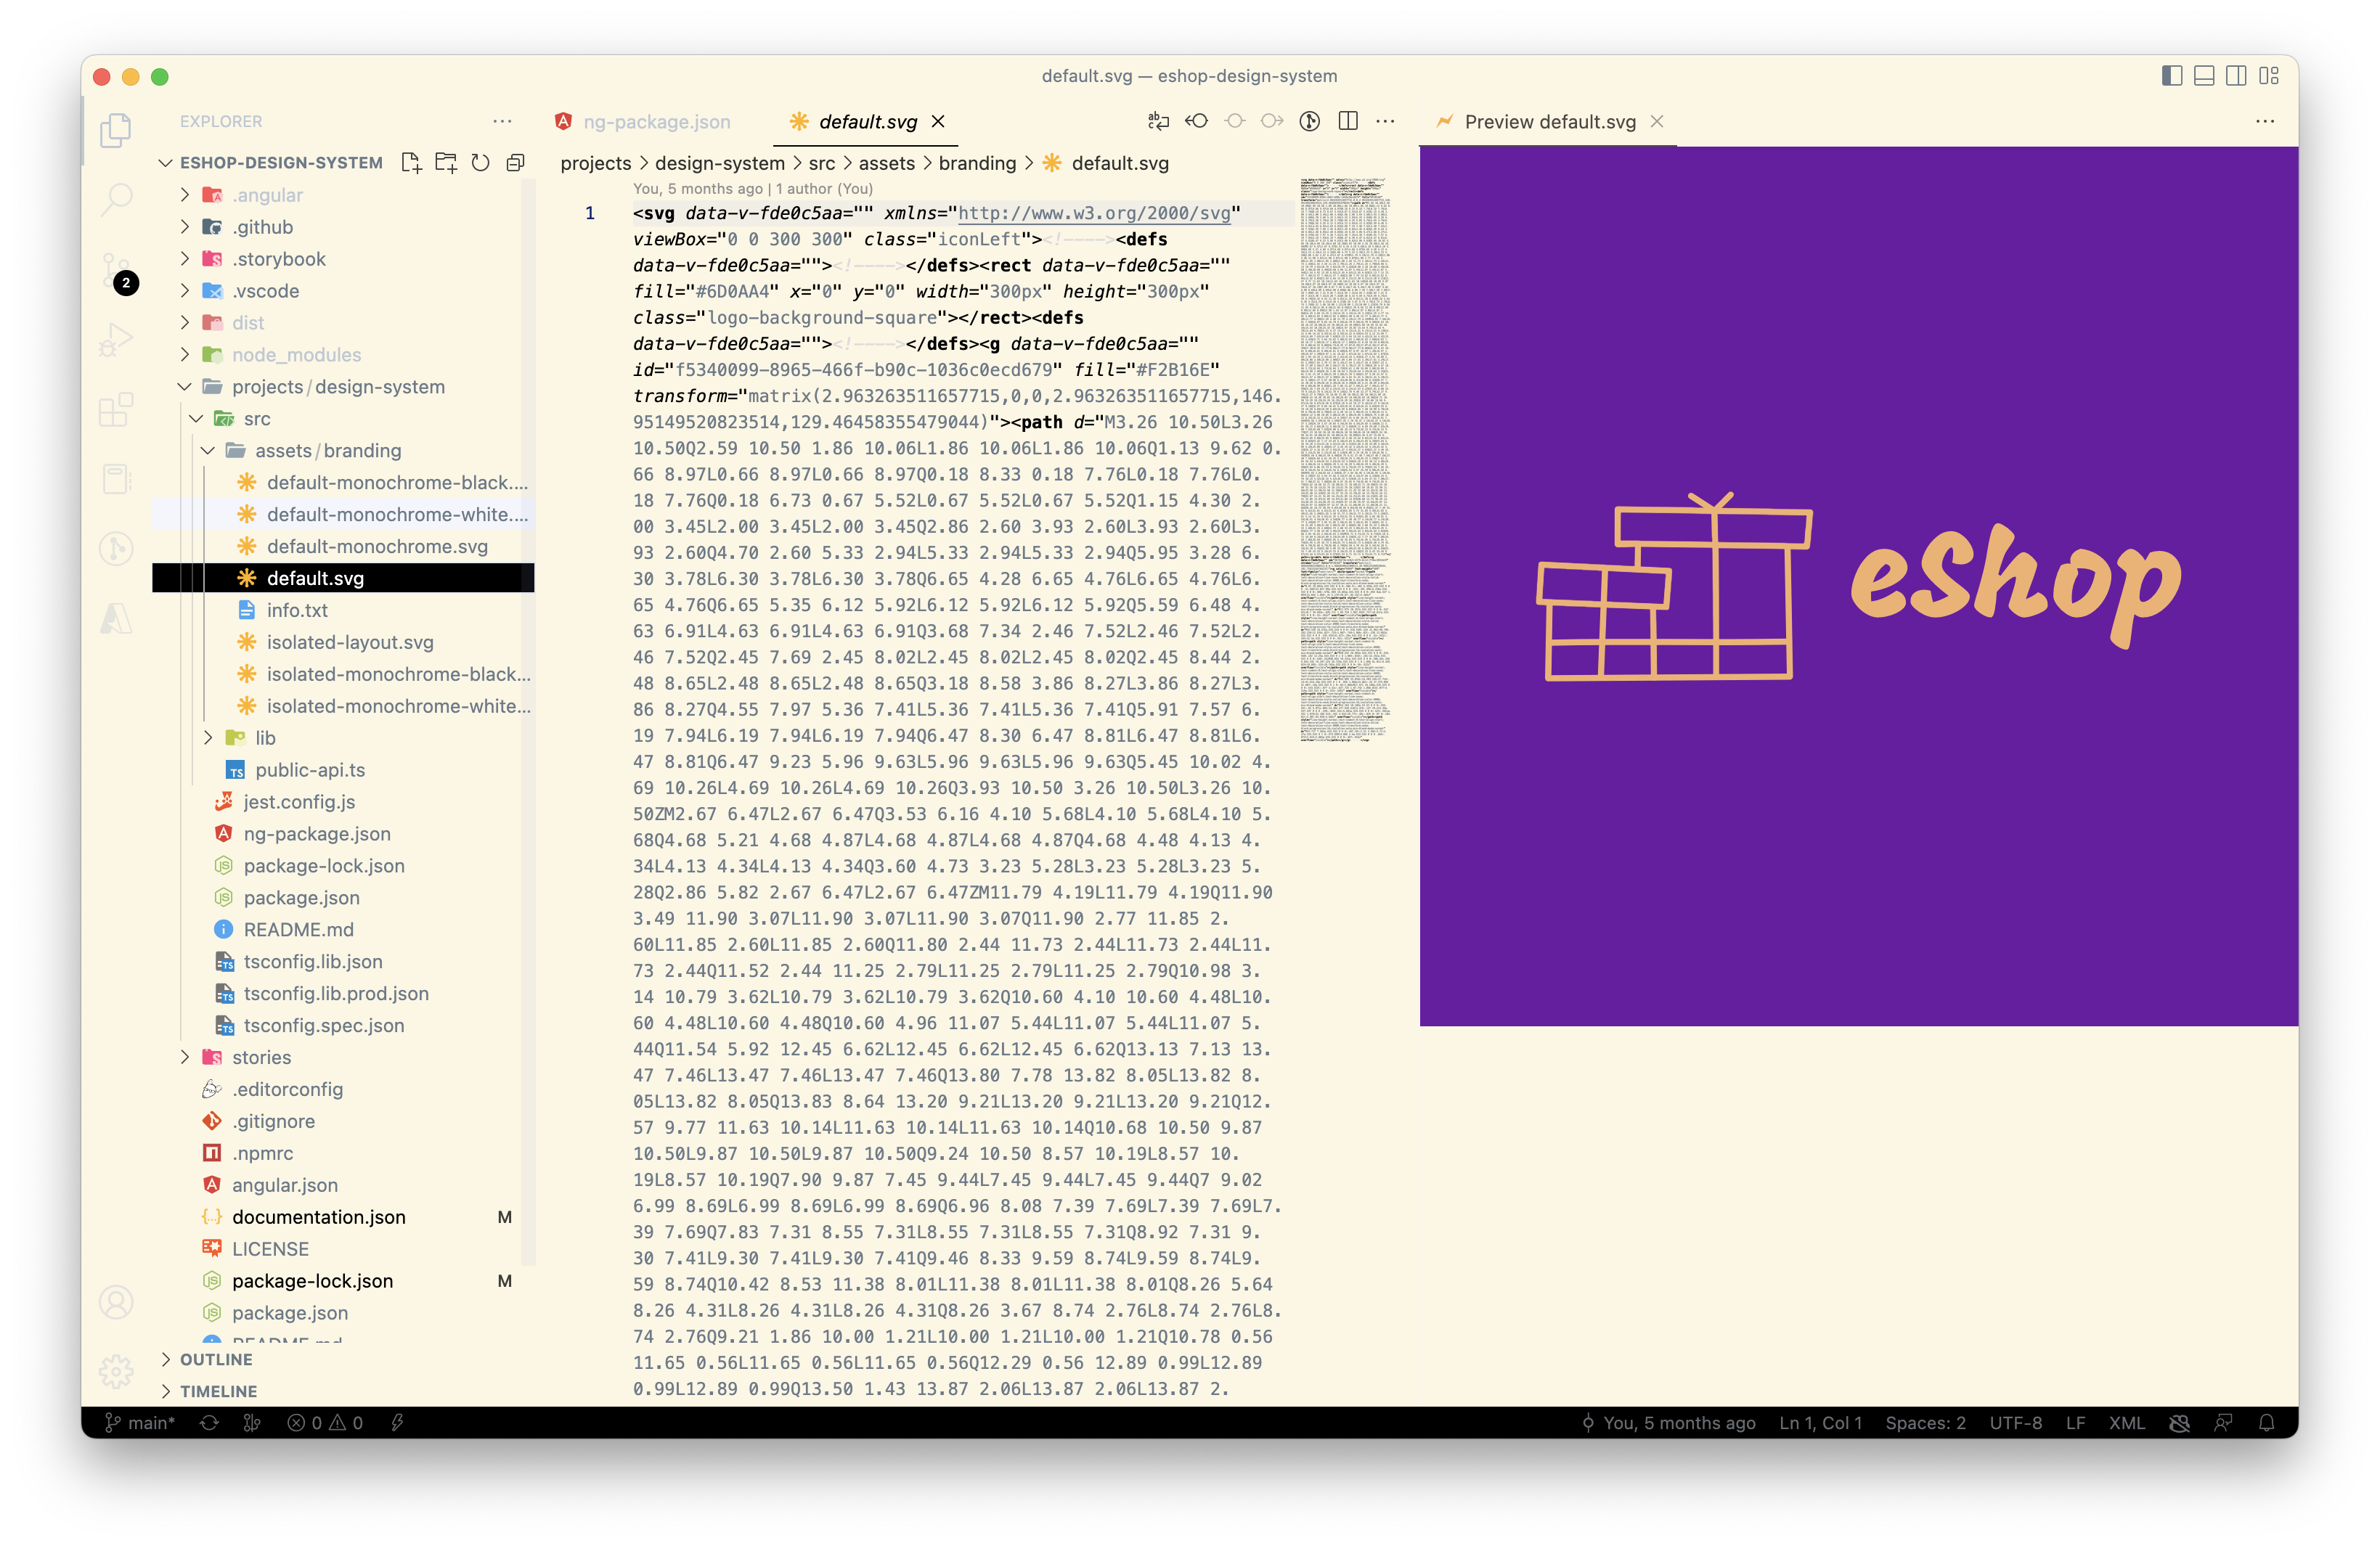 default.svg — eshop-design-system
EXPLORER
ESHOP-DESIGN-SYSTEM
.angular
.github
.storybook
.vscode
dist
node_modules
projects/design-system
src
assets/branding
default-monochrome-black....
default-monochrome-white....
default-monochrome.svg
default.svg
info.txt
isolated-layout.svg
isolated-monochrome-black...
isolated-monochrome-white...
lib
public-api.ts
jest.config.js
ng-package.json
package-lock.json
package.json
README.md
tsconfig.lib.json
tsconfig.lib.prod.json
tsconfig.spec.json
stories
.editorconfig
.gitignore
.npmrc
angular.json
documentation.json M
LICENSE
package-lock.json M
package.json
README.md
OUTLINE
TIMELINE
2
ng-package.json
default.svg
projects > design-system > src > assets > branding > default.svg
You, 5 months ago | 1 author (You)
1
<svg data-v-fde0c5aa="" xmlns="http://www.w3.org/2000/svg"
viewBox="0 0 300 300" class="iconLeft"><!----><defs
data-v-fde0c5aa=""><!----></defs><rect data-v-fde0c5aa=""
fill="#6D0AA4" x="0" y="0" width="300px" height="300px"
class="logo-background-square"></rect><defs
data-v-fde0c5aa=""><!----></defs><g data-v-fde0c5aa=""
id="f5340099-8965-466f-b90c-1036c0ecd679" fill="#F2B16E"
transform="matrix(2.963263511657715,0,0,2.963263511657715,146.
95149520823514,129.46458355479044)"><path d="M3.26 10.50L3.26
10.50Q2.59 10.50 1.86 10.06L1.86 10.06L1.86 10.06Q1.13 9.62 0.
66 8.97L0.66 8.97L0.66 8.97Q0.18 8.33 0.18 7.76L0.18 7.76L0.
18 7.76Q0.18 6.73 0.67 5.52L0.67 5.52L0.67 5.52Q1.15 4.30 2.
00 3.45L2.00 3.45L2.00 3.45Q2.86 2.60 3.93 2.60L3.93 2.60L3.
93 2.60Q4.70 2.60 5.33 2.94L5.33 2.94L5.33 2.94Q5.95 3.28 6.
30 3.78L6.30 3.78L6.30 3.78Q6.65 4.28 6.65 4.76L6.65 4.76L6.
65 4.76Q6.65 5.35 6.12 5.92L6.12 5.92L6.12 5.92Q5.59 6.48 4.
63 6.91L4.63 6.91L4.63 6.91Q3.68 7.34 2.46 7.52L2.46 7.52L2.
46 7.52Q2.45 7.69 2.45 8.02L2.45 8.02L2.45 8.02Q2.45 8.44 2.
48 8.65L2.48 8.65L2.48 8.65Q3.18 8.58 3.86 8.27L3.86 8.27L3.
86 8.27Q4.55 7.97 5.36 7.41L5.36 7.41L5.36 7.41Q5.91 7.57 6.
19 7.94L6.19 7.94L6.19 7.94Q6.47 8.30 6.47 8.81L6.47 8.81L6.
47 8.81Q6.47 9.23 5.96 9.63L5.96 9.63L5.96 9.63Q5.45 10.02 4.
69 10.26L4.69 10.26L4.69 10.26Q3.93 10.50 3.26 10.50L3.26 10.
50ZM2.67 6.47L2.67 6.47Q3.53 6.16 4.10 5.68L4.10 5.68L4.10 5.
68Q4.68 5.21 4.68 4.87L4.68 4.87L4.68 4.87Q4.68 4.48 4.13 4.
34L4.13 4.34L4.13 4.34Q3.60 4.73 3.23 5.28L3.23 5.28L3.23 5.
28Q2.86 5.82 2.67 6.47L2.67 6.47ZM11.79 4.19L11.79 4.19Q11.90
3.49 11.90 3.07L11.90 3.07L11.90 3.07Q11.90 2.77 11.85 2.
60L11.85 2.60L11.85 2.60Q11.80 2.44 11.73 2.44L11.73 2.44L11.
73 2.44Q11.52 2.44 11.25 2.79L11.25 2.79L11.25 2.79Q10.98 3.
14 10.79 3.62L10.79 3.62L10.79 3.62Q10.60 4.10 10.60 4.48L10.
60 4.48L10.60 4.48Q10.60 4.96 11.07 5.44L11.07 5.44L11.07 5.
44Q11.54 5.92 12.45 6.62L12.45 6.62L12.45 6.62Q13.13 7.13 13.
47 7.46L13.47 7.46L13.47 7.46Q13.80 7.78 13.82 8.05L13.82 8.
05L13.82 8.05Q13.83 8.64 13.20 9.21L13.20 9.21L13.20 9.21Q12.
57 9.77 11.63 10.14L11.63 10.14L11.63 10.14Q10.68 10.50 9.87
10.50L9.87 10.50L9.87 10.50Q9.24 10.50 8.57 10.19L8.57 10.
19L8.57 10.19Q7.90 9.87 7.45 9.44L7.45 9.44L7.45 9.44Q7 9.02
6.99 8.69L6.99 8.69L6.99 8.69Q6.96 8.08 7.39 7.69L7.39 7.69L7.
39 7.69Q7.83 7.31 8.55 7.31L8.55 7.31L8.55 7.31Q8.92 7.31 9.
30 7.41L9.30 7.41L9.30 7.41Q9.46 8.33 9.59 8.74L9.59 8.74L9.
59 8.74Q10.42 8.53 11.38 8.01L11.38 8.01L11.38 8.01Q8.26 5.64
8.26 4.31L8.26 4.31L8.26 4.31Q8.26 3.67 8.74 2.76L8.74 2.76L8.
74 2.76Q9.21 1.86 10.00 1.21L10.00 1.21L10.00 1.21Q10.78 0.56
11.65 0.56L11.65 0.56L11.65 0.56Q12.29 0.56 12.89 0.99L12.89
0.99L12.89 0.99Q13.50 1.43 13.87 2.06L13.87 2.06L13.87 2.
Preview default.svg
eshop
main* 0 0
You, 5 months ago Ln 1, Col 1 Spaces: 2 UTF-8 LF XML